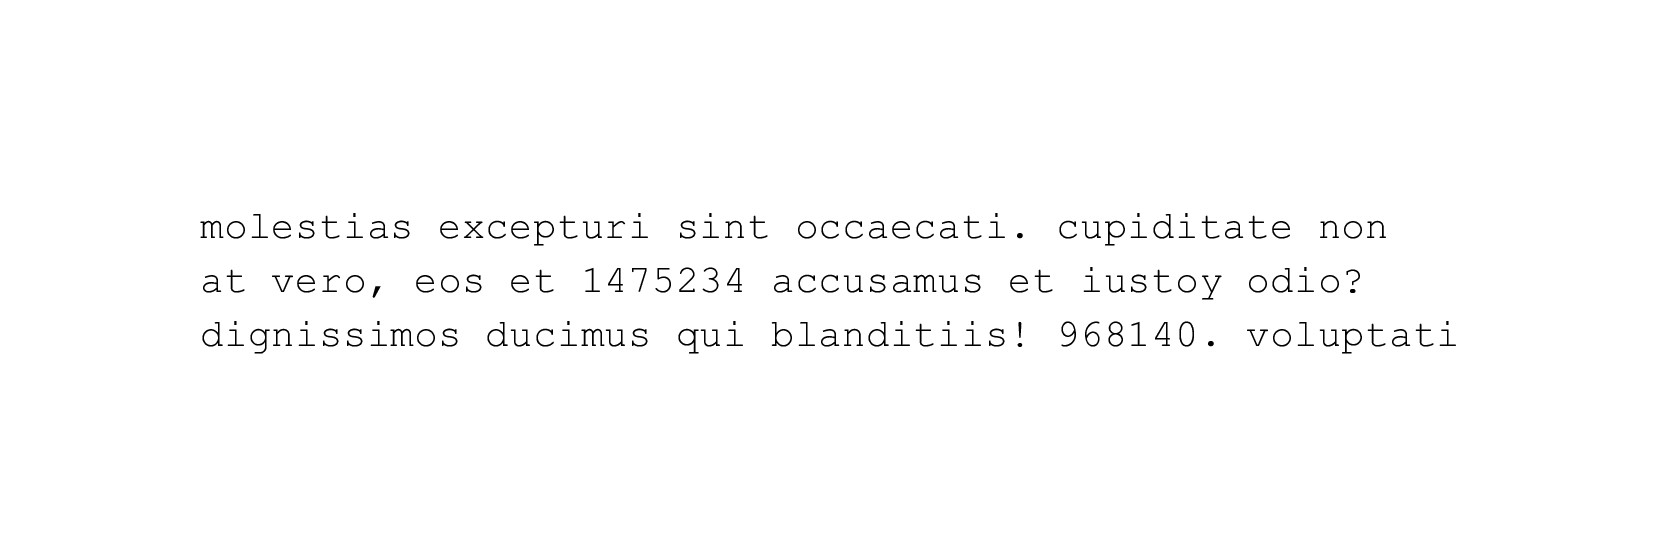 molestias excepturi sint occaecati. cupiditate non
at vero, eos et 1475234 accusamus et iustoy odio?
dignissimos ducimus qui blanditiis! 968140. voluptati